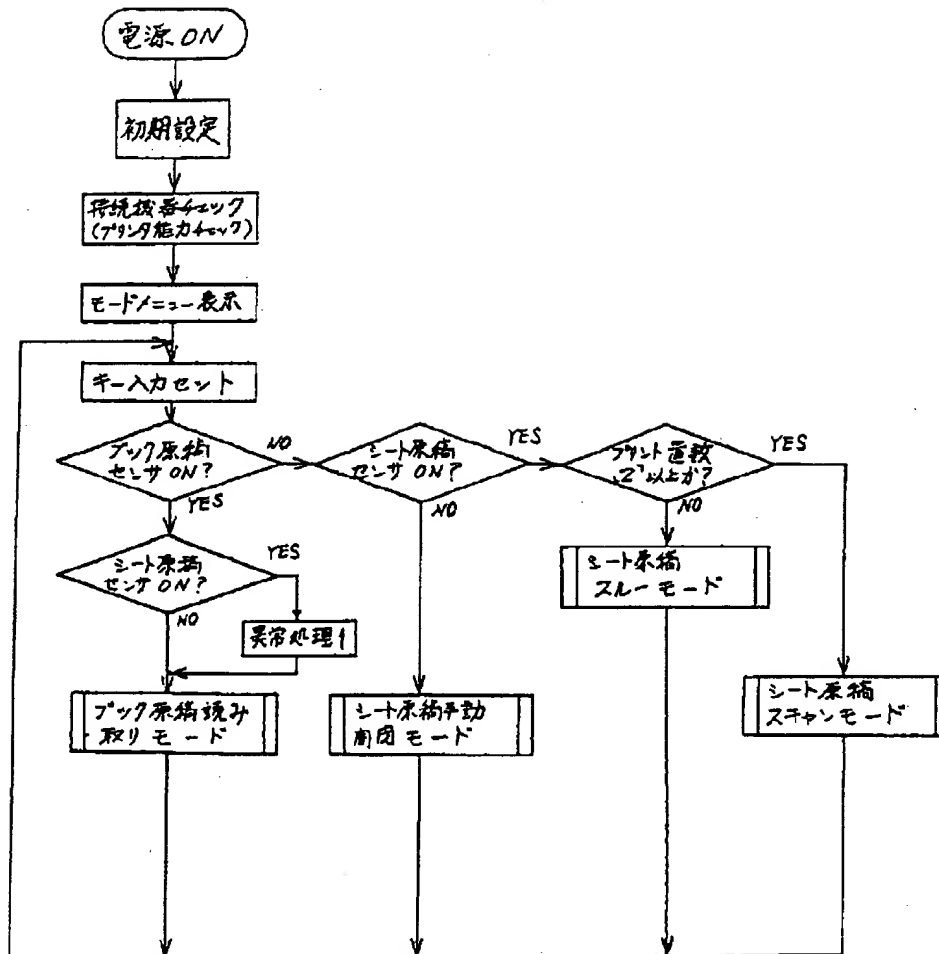 電源ON
初期設定
接続機器チェック
(プリンタ能力チェック)
モードメニュー表示
キー入力セット
ブック原稿
センサON?
NO
シート原稿
センサON?
YES
プリント置数
"2"以上か?
YES
YES
NO
NO
シート原稿
センサON?
YES
NO
異常処理1
シート原稿
スルーモード
ブック原稿読み
取りモード
シート原稿手動
開閉モード
シート原稿
スキャンモード